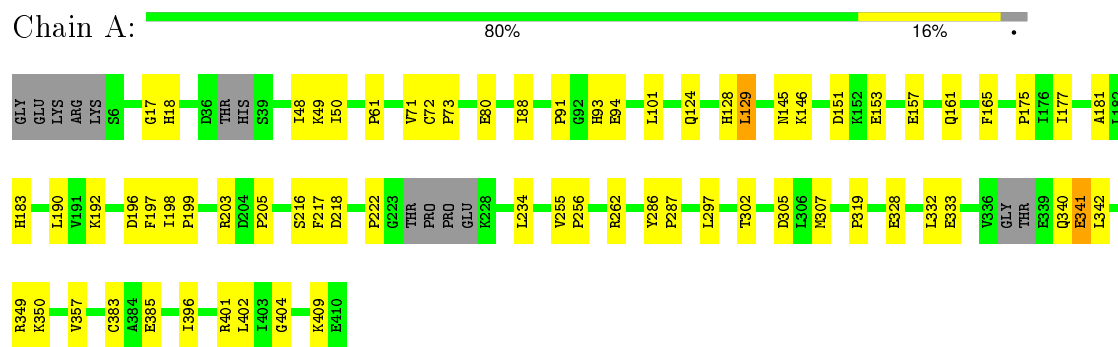 Chain A:
80% 16% •
GLY GLU LYS ARG LYS S6 G17 H18 D36 THR HIS S39 I48 K49 I50 P61 V71 C72 P73 E80 I88 P91 G92 H93 E94 L101 Q124 H128 L129 N145 K146 D151 K152 E153 E157 Q161 F165 P175 I176 I177 A181 L182
H183 L190 V191 K192 D196 F197 I198 P199 R203 D204 P205 S216 F217 D218 P222 G223 THR PRO PRO GLU K228 L234 V255 P256 R262 Y286 P287 L297 T302 D305 L306 M307 P319 E328 L332 E333 V336 GLY THR E339 Q340 E341 L342
R349 K350 V357 C383 A384 E385 I396 R401 L402 I403 G404 K409 E410